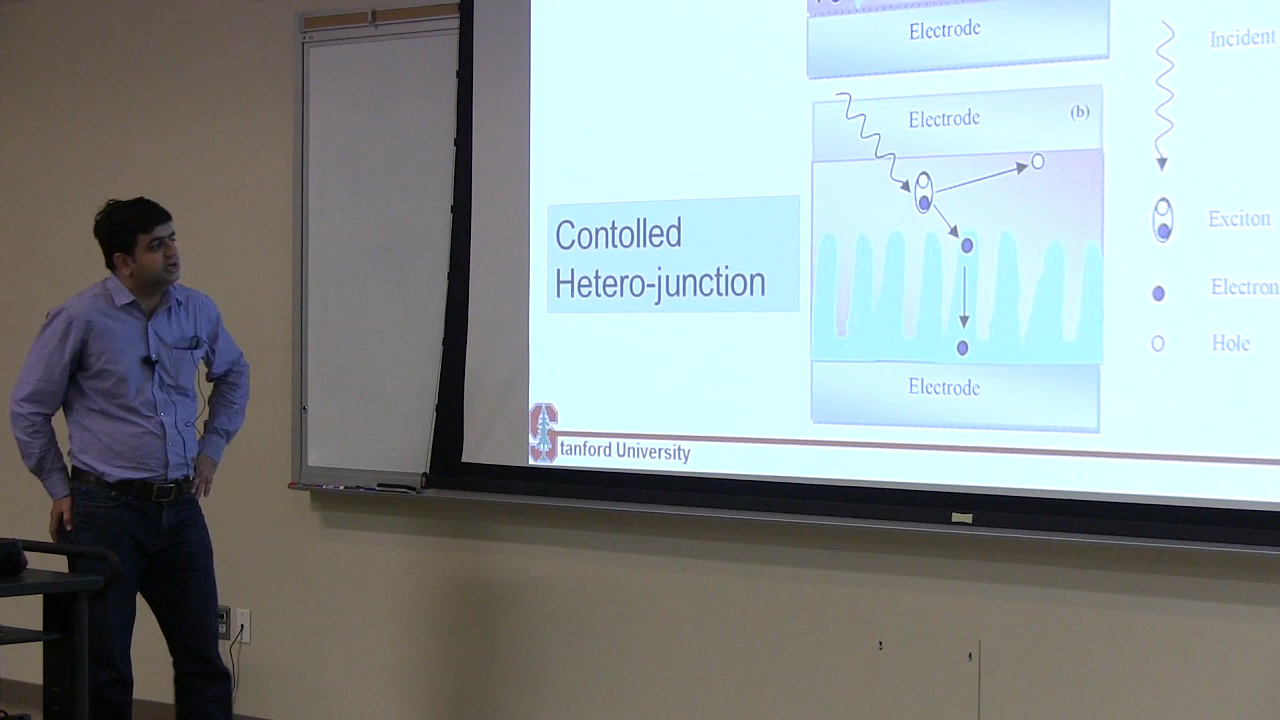 Electrode
Incident
Electrode
(b)
Contolled
Hetero-junction
Exciton
Electron
Hole
Electrode
Stanford University